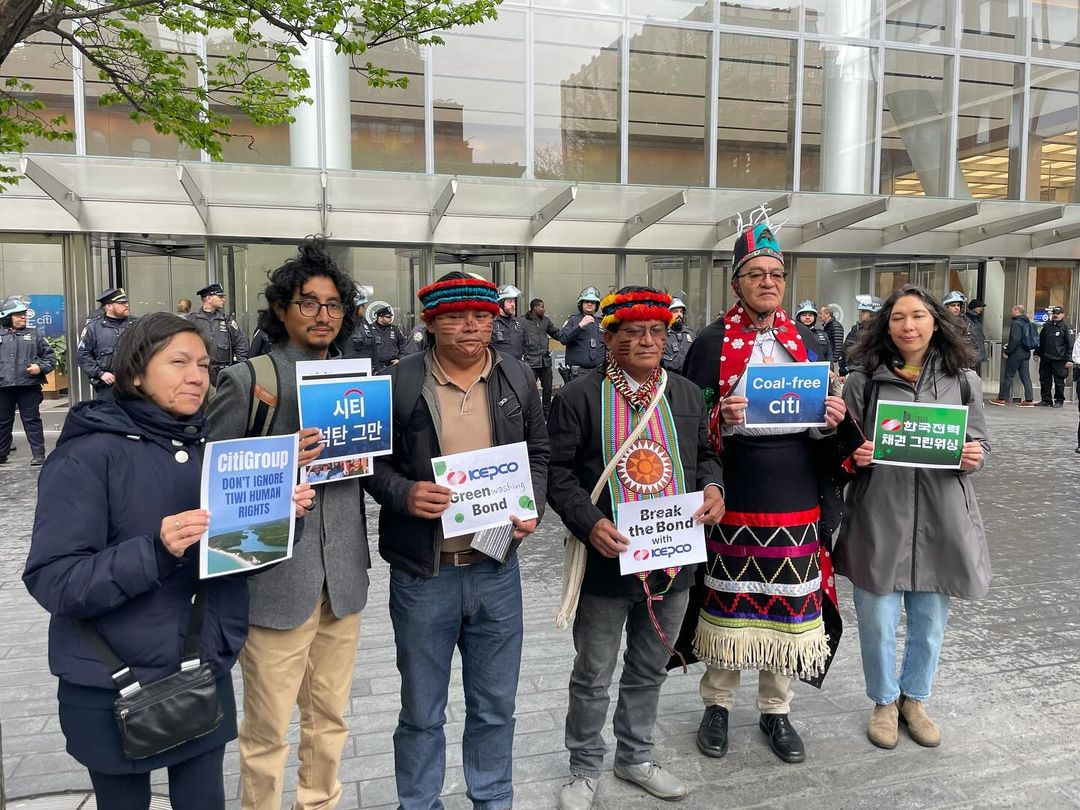 citi
CitiGroup
DON'T IGNORE
TIWI HUMAN
RIGHTS
시티
석탄 그만
KEPCO
Greenwashing
Bond
Break
the Bond
with
KEPCO
Coal-free
citi
한국전력
채권 그린워싱